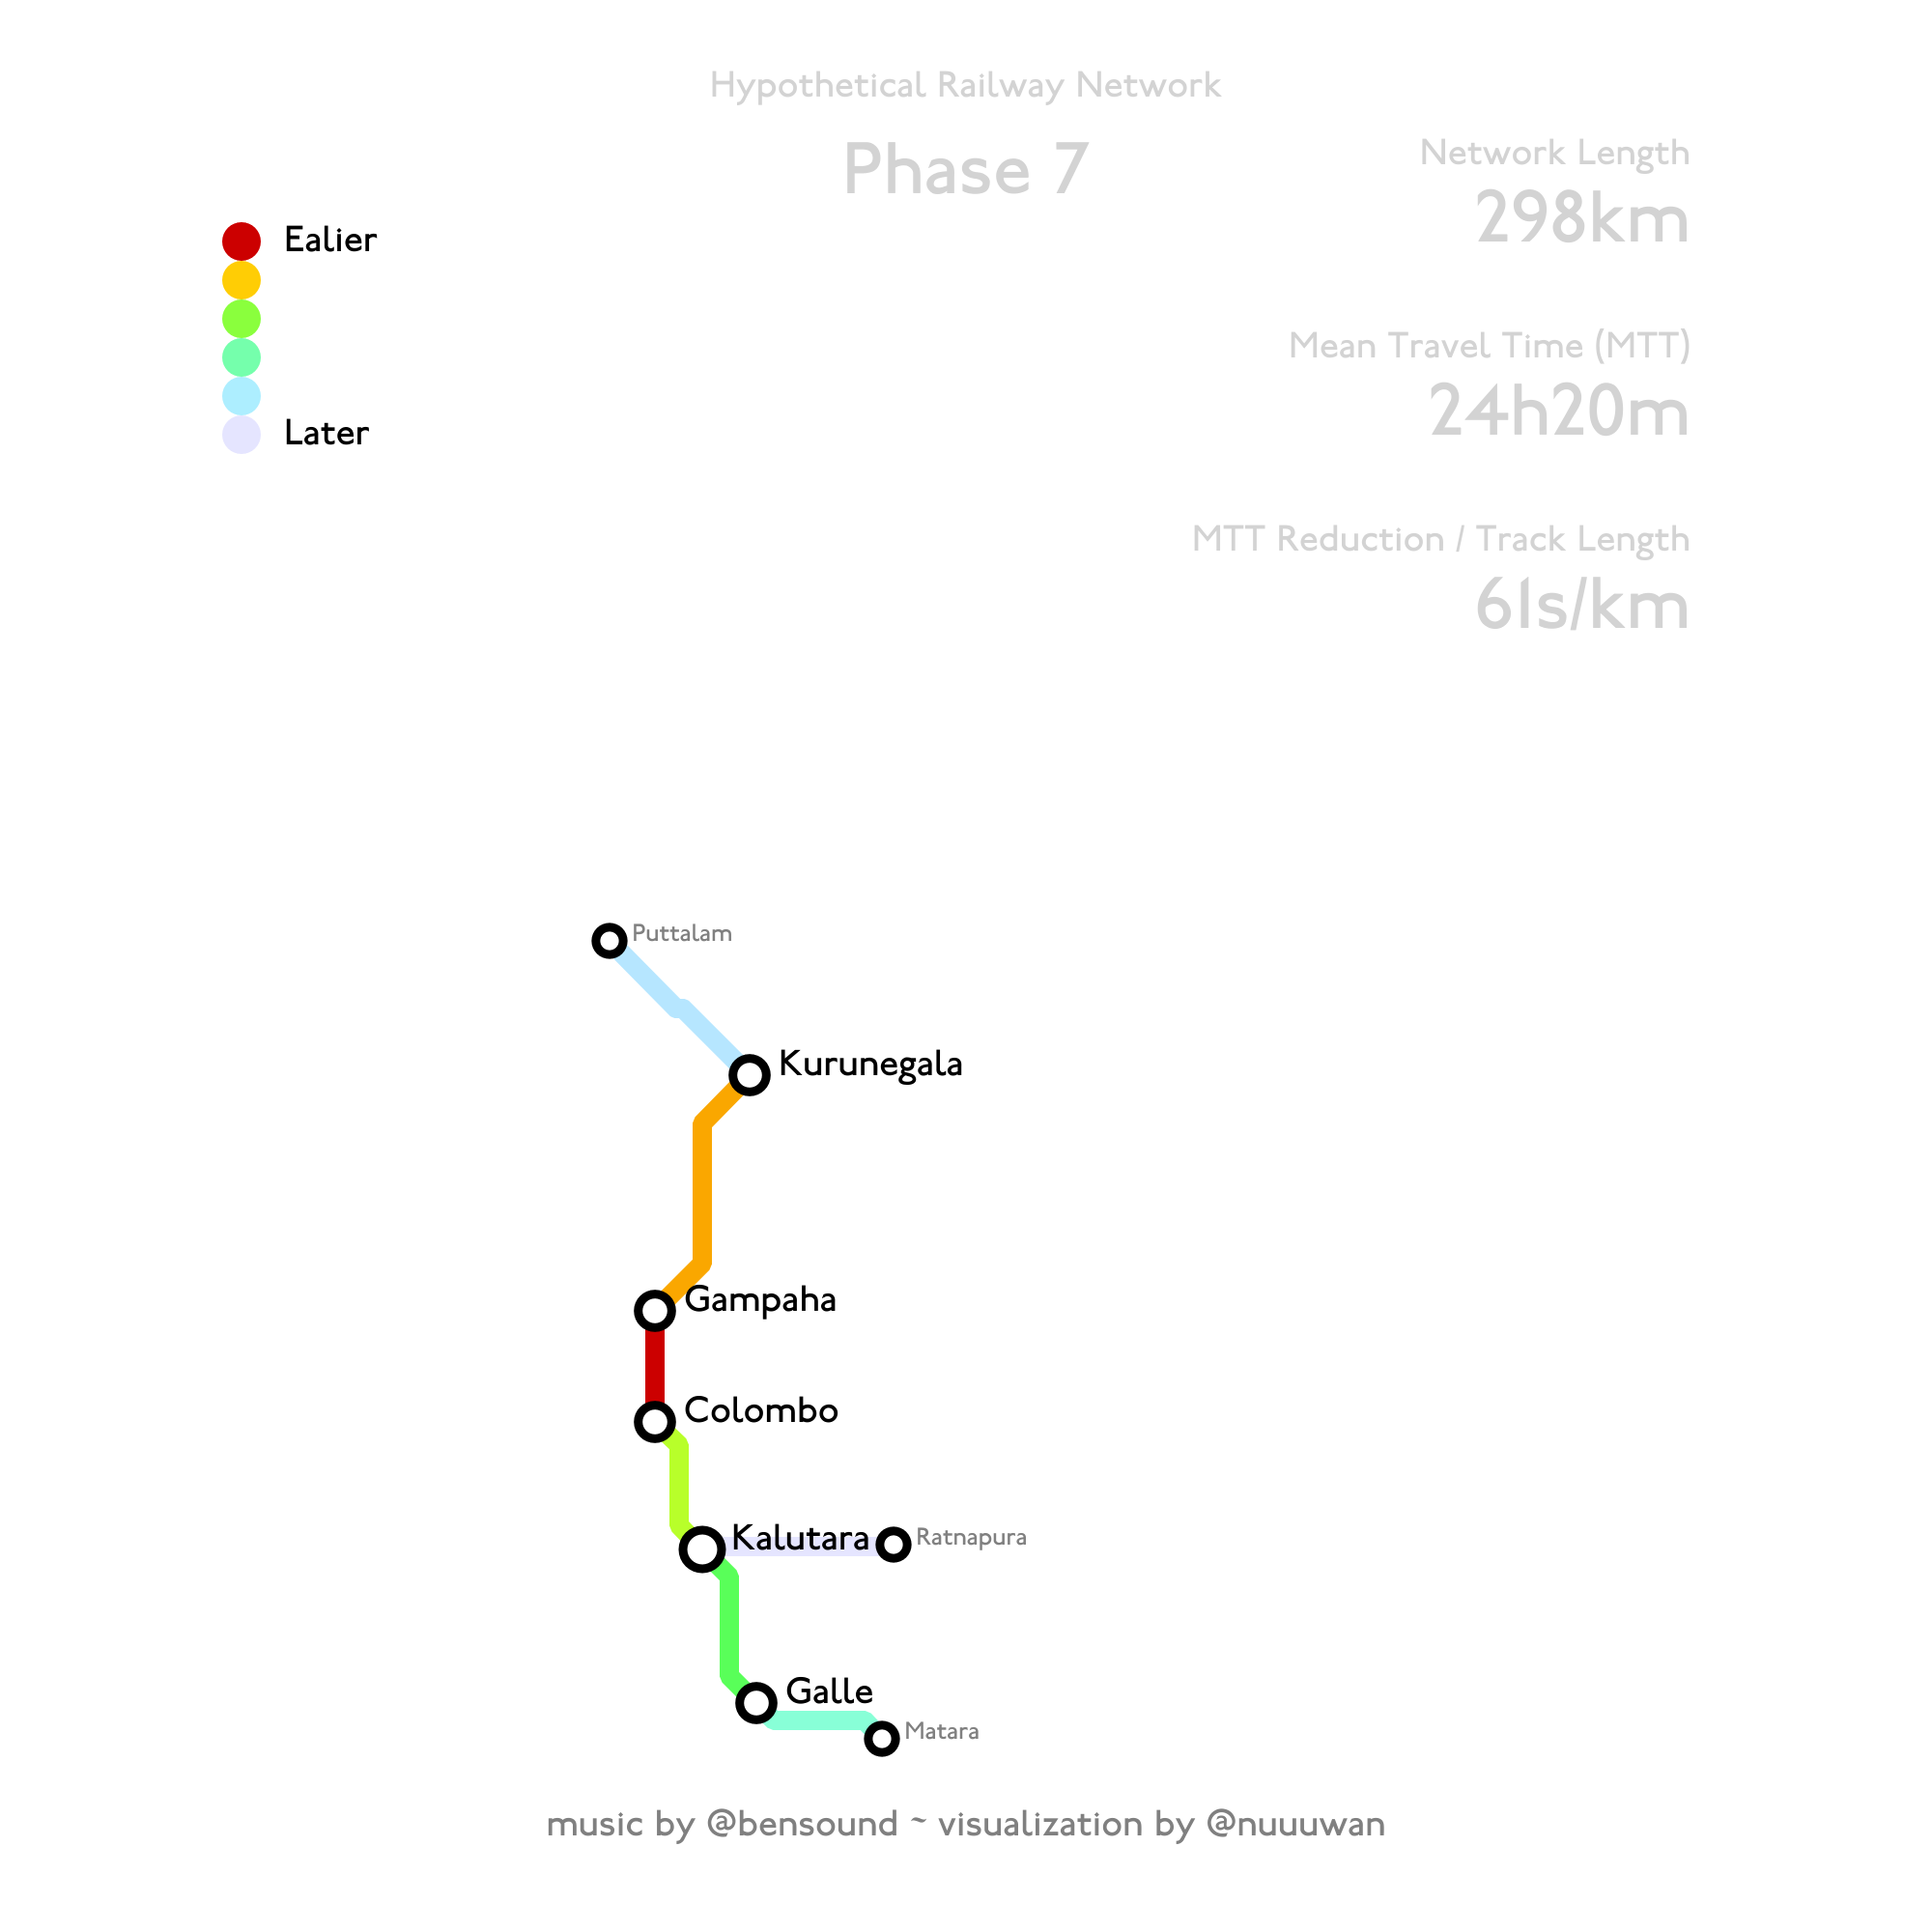 Hypothetical Railway Network
Phase 7
Network Length
298km
Ealier
Mean Travel Time (MTT)
24h20m
Later
MTT Reduction / Track Length
61s/km
Puttalam
Kurunegala
Gampaha
Colombo
Kalutara
Ratnapura
Galle
Matara
music by @bensound ~ visualization by @nuuuwan